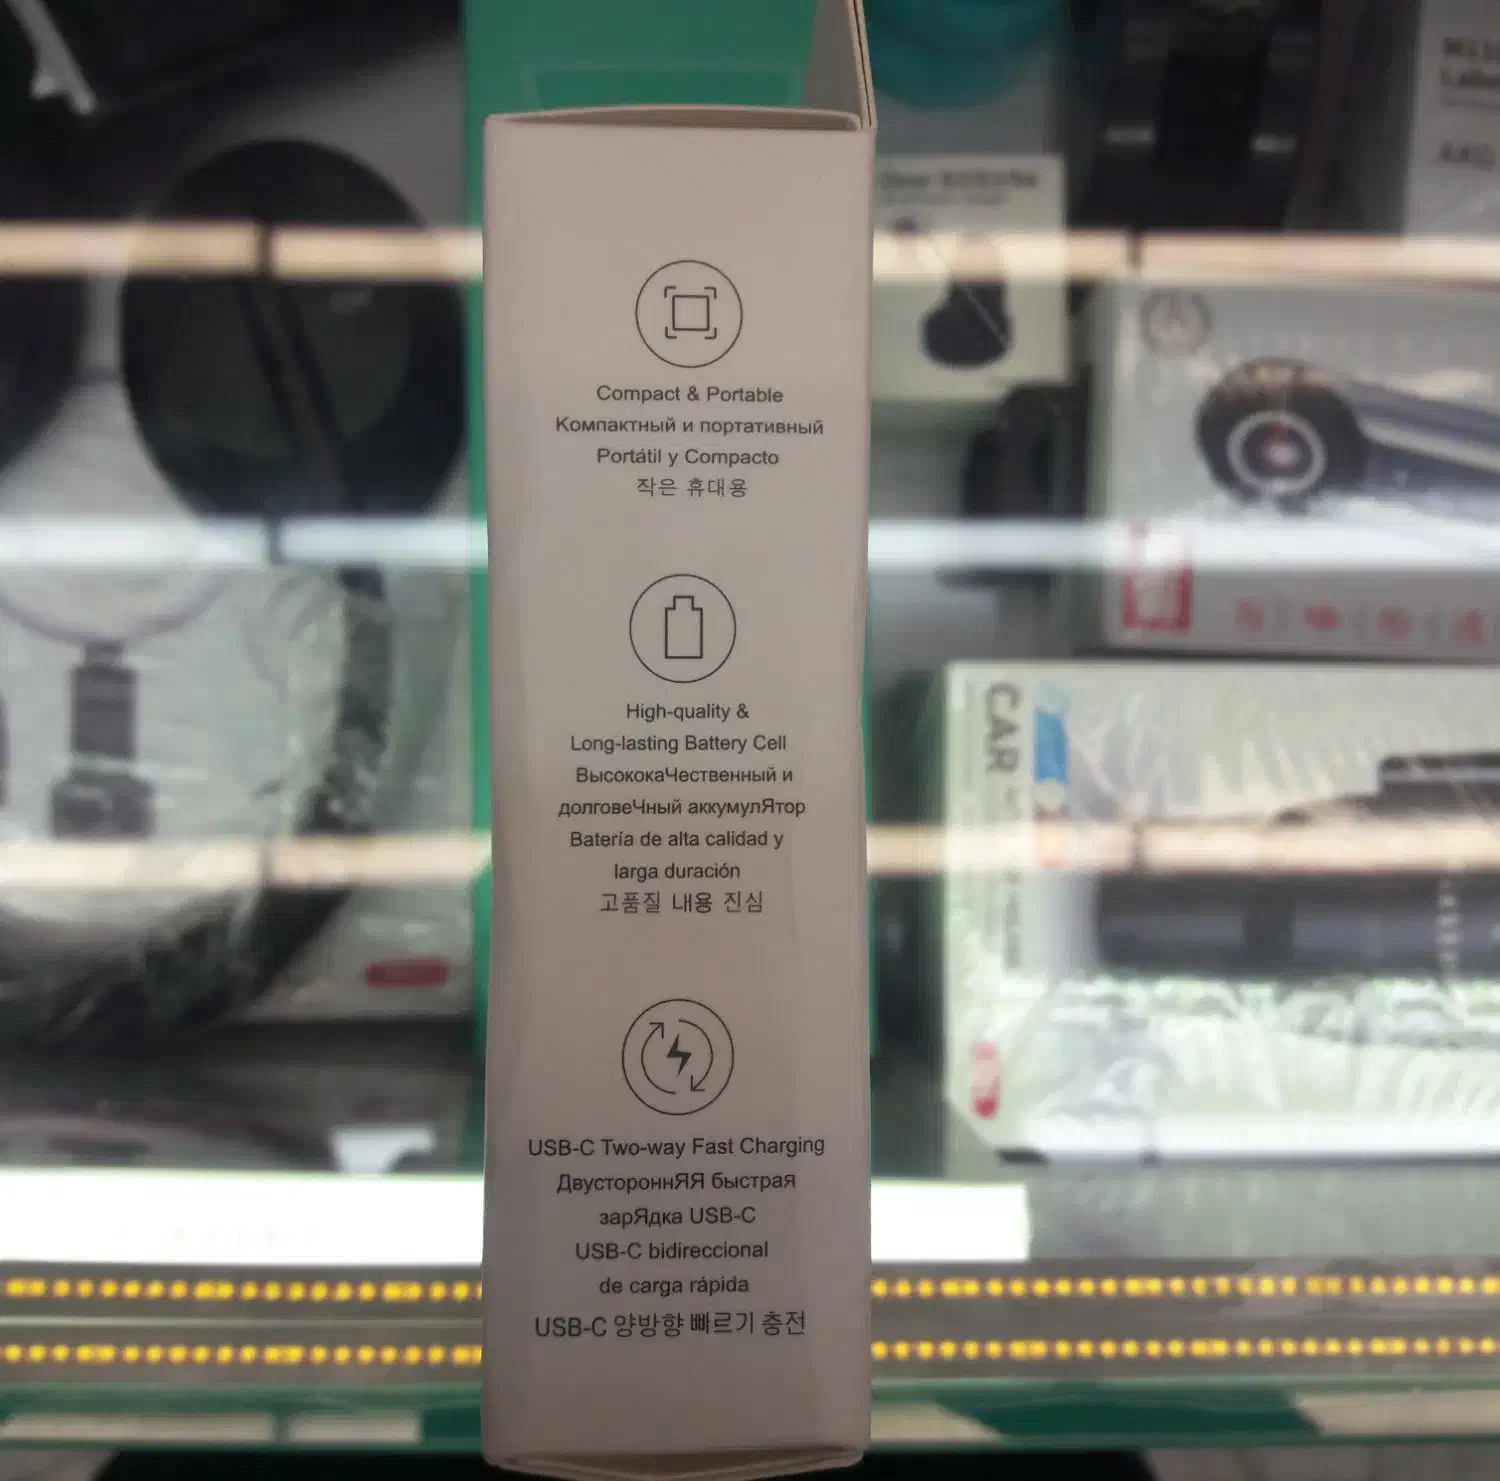 Compact & Portable
Компактный и портативный
Portátil y Compacto
작은 휴대용
High-quality &
Long-lasting Battery Cell
ВысококаЧественный и
долговеЧный аккумулЯтор
Batería de alta calidad y
larga duración
고품질 내용 진심
USB-C Two-way Fast Charging
ДвустороннЯЯ быстрая
зарЯдка USB-C
USB-C bidireccional
de carga rápida
USB-C 양방향 빠르기 충전
CAR